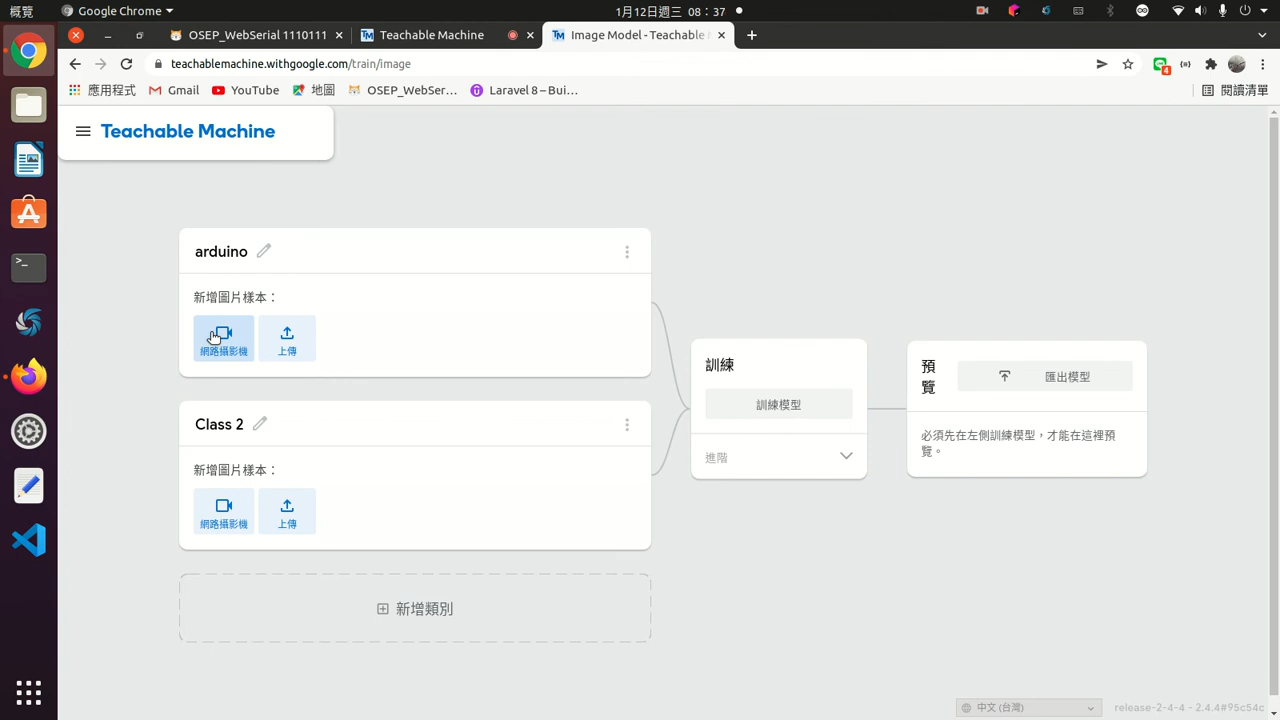 概覽
Google Chrome
1月12日週三 08：37
OSEP_WebSerial 1110111
Teachable Machine
Image Model - Teachable M
teachablemachine.withgoogle.com/train/image
4
應用程式
Gmail
YouTube
地圖
OSEP_WebSer...
Laravel 8 – Bui...
閱讀清單
Teachable Machine
arduino
新增圖片樣本：
網路攝影機
上傳
Class 2
新增圖片樣本：
網路攝影機
上傳
新增類別
訓練
訓練模型
進階
預覽
匯出模型
必須先在左側訓練模型，才能在這裡預
覽。
中文 (台灣)
release-2-4-4 - 2.4.4#95c54c